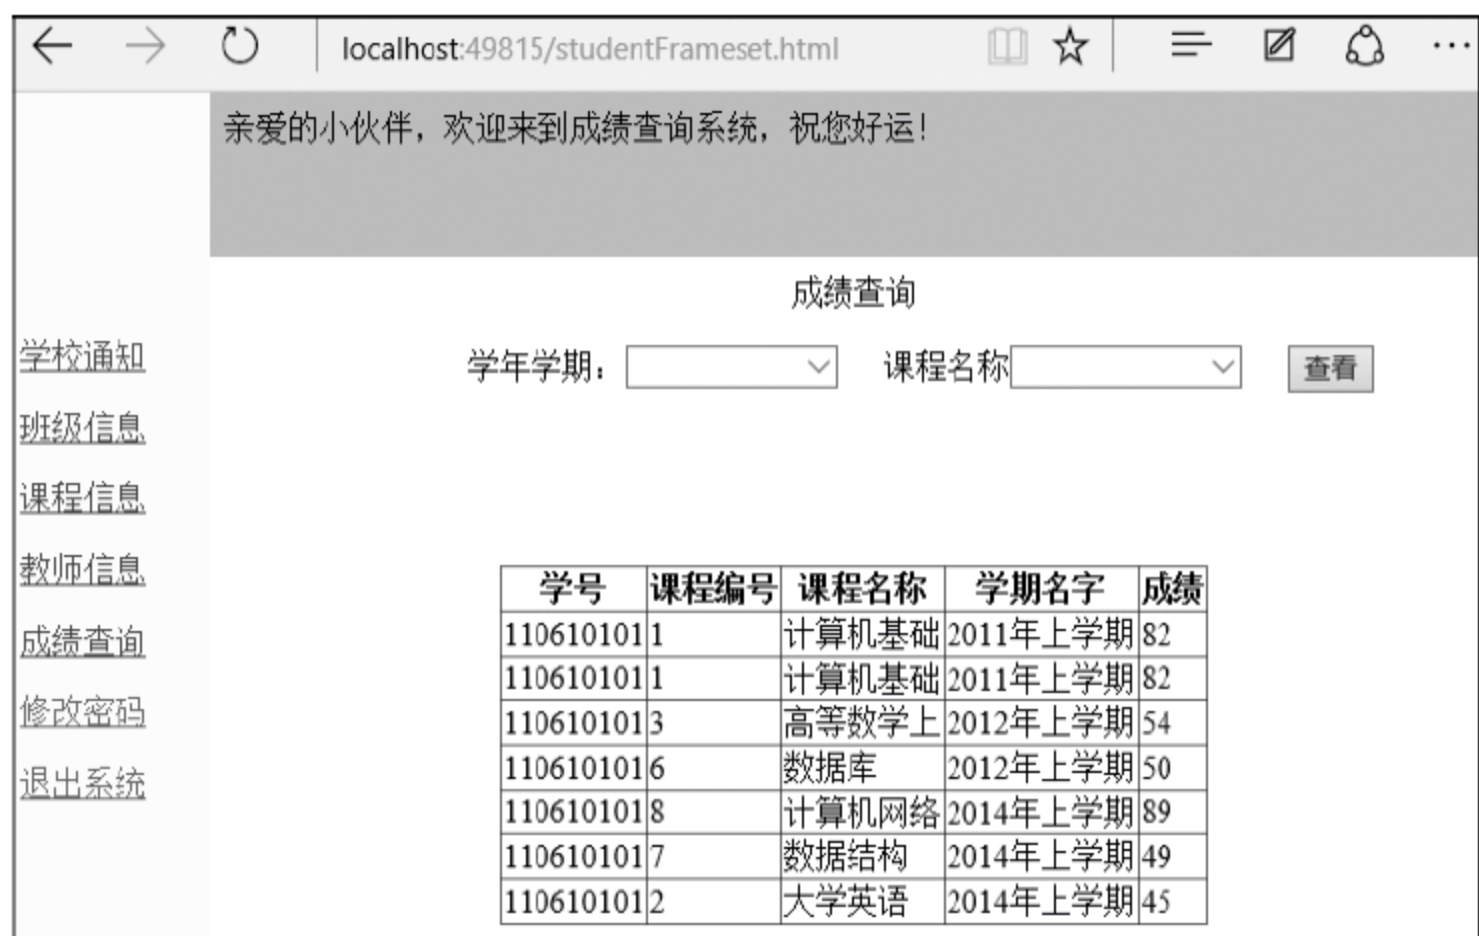 localhost:49815/studentFrameset.html
亲爱的小伙伴，欢迎来到成绩查询系统，祝您好运！
成绩查询
学年学期： 课程名称 查看
学校通知
班级信息
课程信息
教师信息
成绩查询
修改密码
退出系统
学号 课程编号 课程名称 学期名字 成绩
110610101 1 计算机基础 2011年上学期 82
110610101 1 计算机基础 2011年上学期 82
110610101 3 高等数学上 2012年上学期 54
110610101 6 数据库 2012年上学期 50
110610101 8 计算机网络 2014年上学期 89
110610101 7 数据结构 2014年上学期 49
110610101 2 大学英语 2014年上学期 45